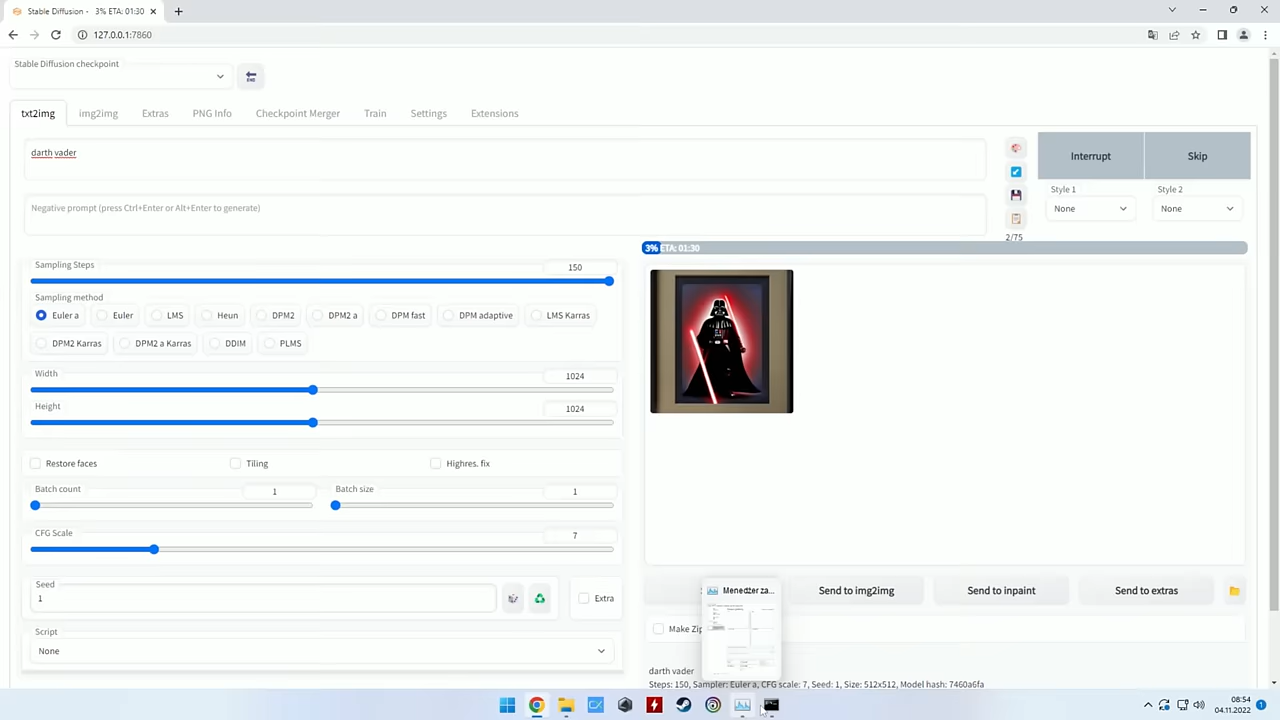 Stable Diffusion - 3% ETA: 01:30
127.0.0.1:7860
Stable Diffusion checkpoint
txt2img img2img Extras PNG Info Checkpoint Merger Train Settings Extensions
darth vader
Interrupt Skip
Style 1 Style 2
None None
Negative prompt (press Ctrl+Enter or Alt+Enter to generate)
2/75
3% ETA: 01:30
Sampling Steps 150
Sampling method
Euler a Euler LMS Heun DPM2 DPM2 a DPM fast DPM adaptive LMS Karras
DPM2 Karras DPM2 a Karras DDIM PLMS
Width 1024
Height 1024
Restore faces Tiling Highres. fix
Batch count 1 Batch size 1
CFG Scale 7
Seed
1
Extra
Script
None
Menedżer za...
Send to img2img Send to inpaint Send to extras
Make Zip
darth vader
Steps: 150, Sampler: Euler a, CFG scale: 7, Seed: 1, Size: 512x512, Model hash: 7460a6fa
08:54
04.11.2022